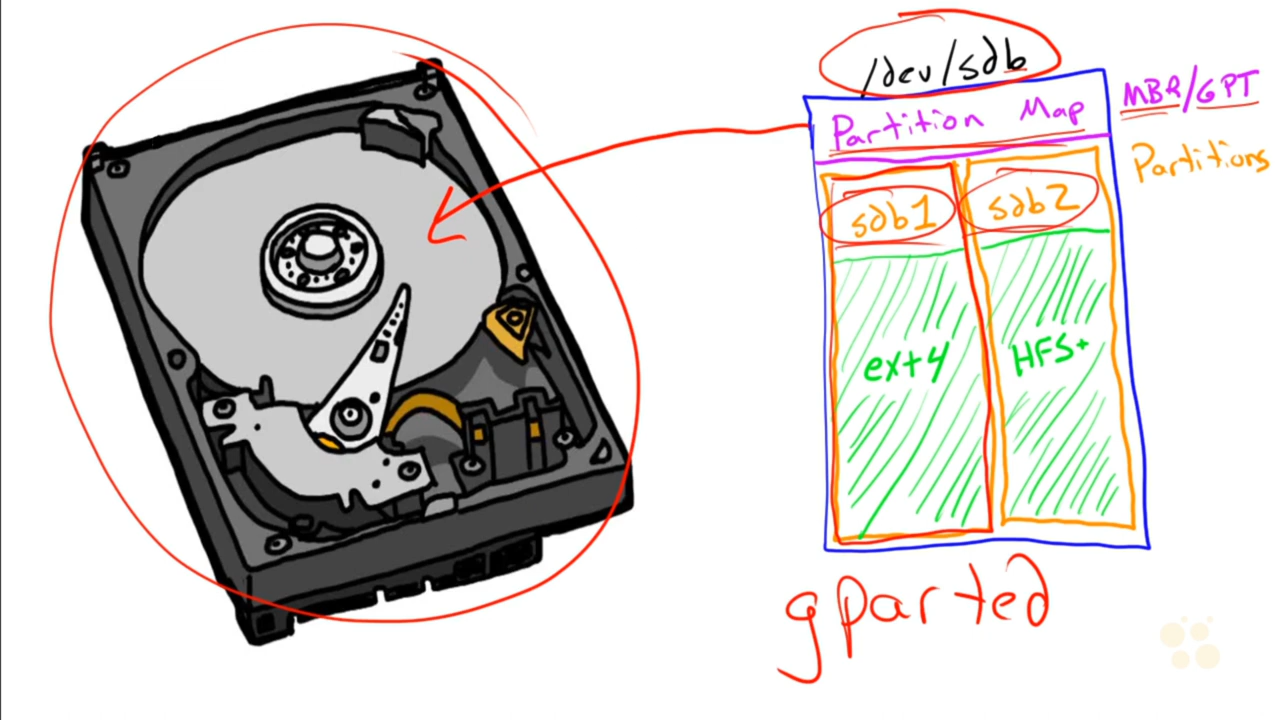 /dev/sdb
Partition Map
MBR/GPT
Partitions
sdb1
sdb2
ext4
HFS+
gparted